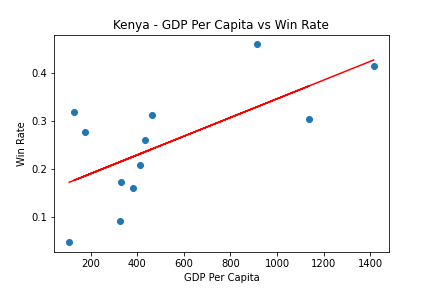 Kenya - GDP Per Capita vs Win Rate
Win Rate
0.4
0.3
0.2
0.1
200 400 600 800 1000 1200 1400
GDP Per Capita